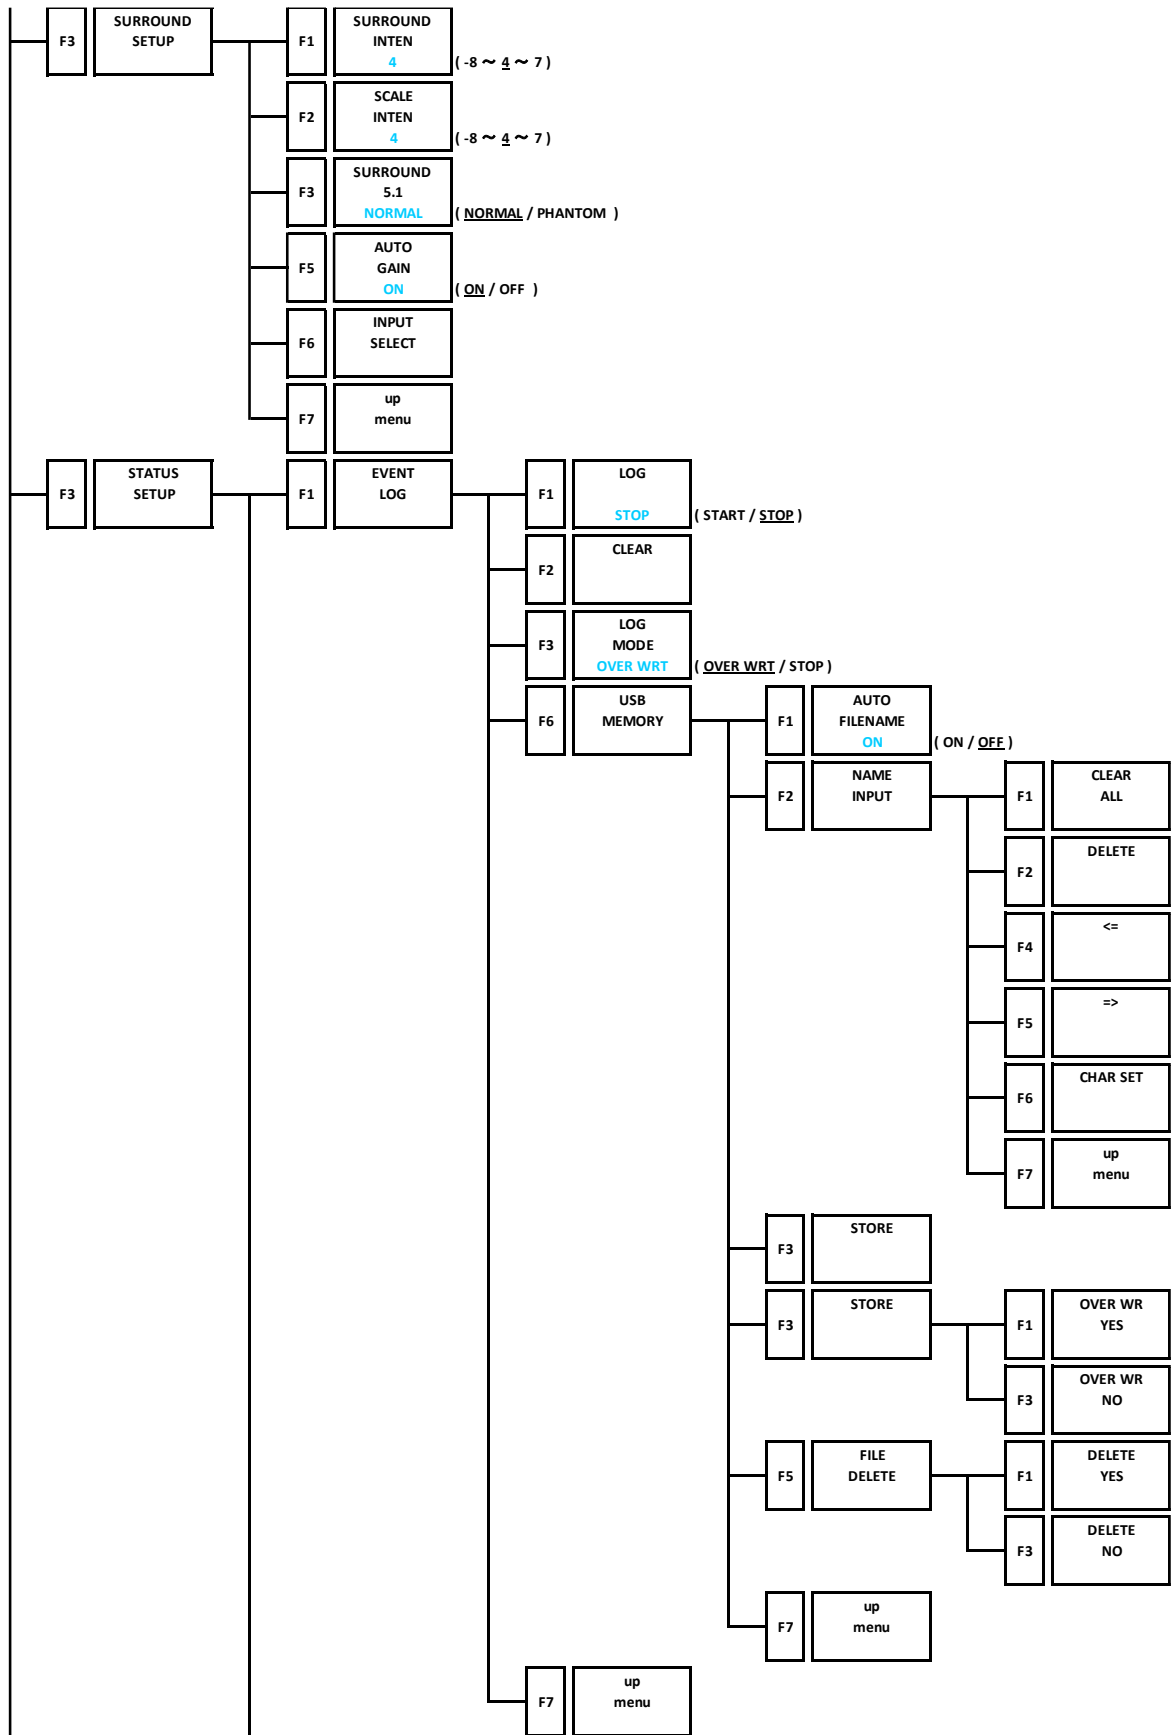 F3
SURROUND
SETUP
F1
SURROUND
INTEN
4
( -8 ～ 4 ～ 7 )
F2
SCALE
INTEN
4
( -8 ～ 4 ～ 7 )
F3
SURROUND
5.1
NORMAL
( NORMAL / PHANTOM )
F5
AUTO
GAIN
ON
( ON / OFF )
F6
INPUT
SELECT
F7
up
menu
F3
STATUS
SETUP
F1
EVENT
LOG
F1
LOG
STOP
( START / STOP )
F2
CLEAR
F3
LOG
MODE
OVER WRT
( OVER WRT / STOP )
F6
USB
MEMORY
F1
AUTO
FILENAME
ON
( ON / OFF )
F2
NAME
INPUT
F1
CLEAR
ALL
F2
DELETE
F4
<=
F5
=>
F6
CHAR SET
F7
up
menu
F3
STORE
F3
STORE
F1
OVER WR
YES
F3
OVER WR
NO
F5
FILE
DELETE
F1
DELETE
YES
F3
DELETE
NO
F7
up
menu
F7
up
menu